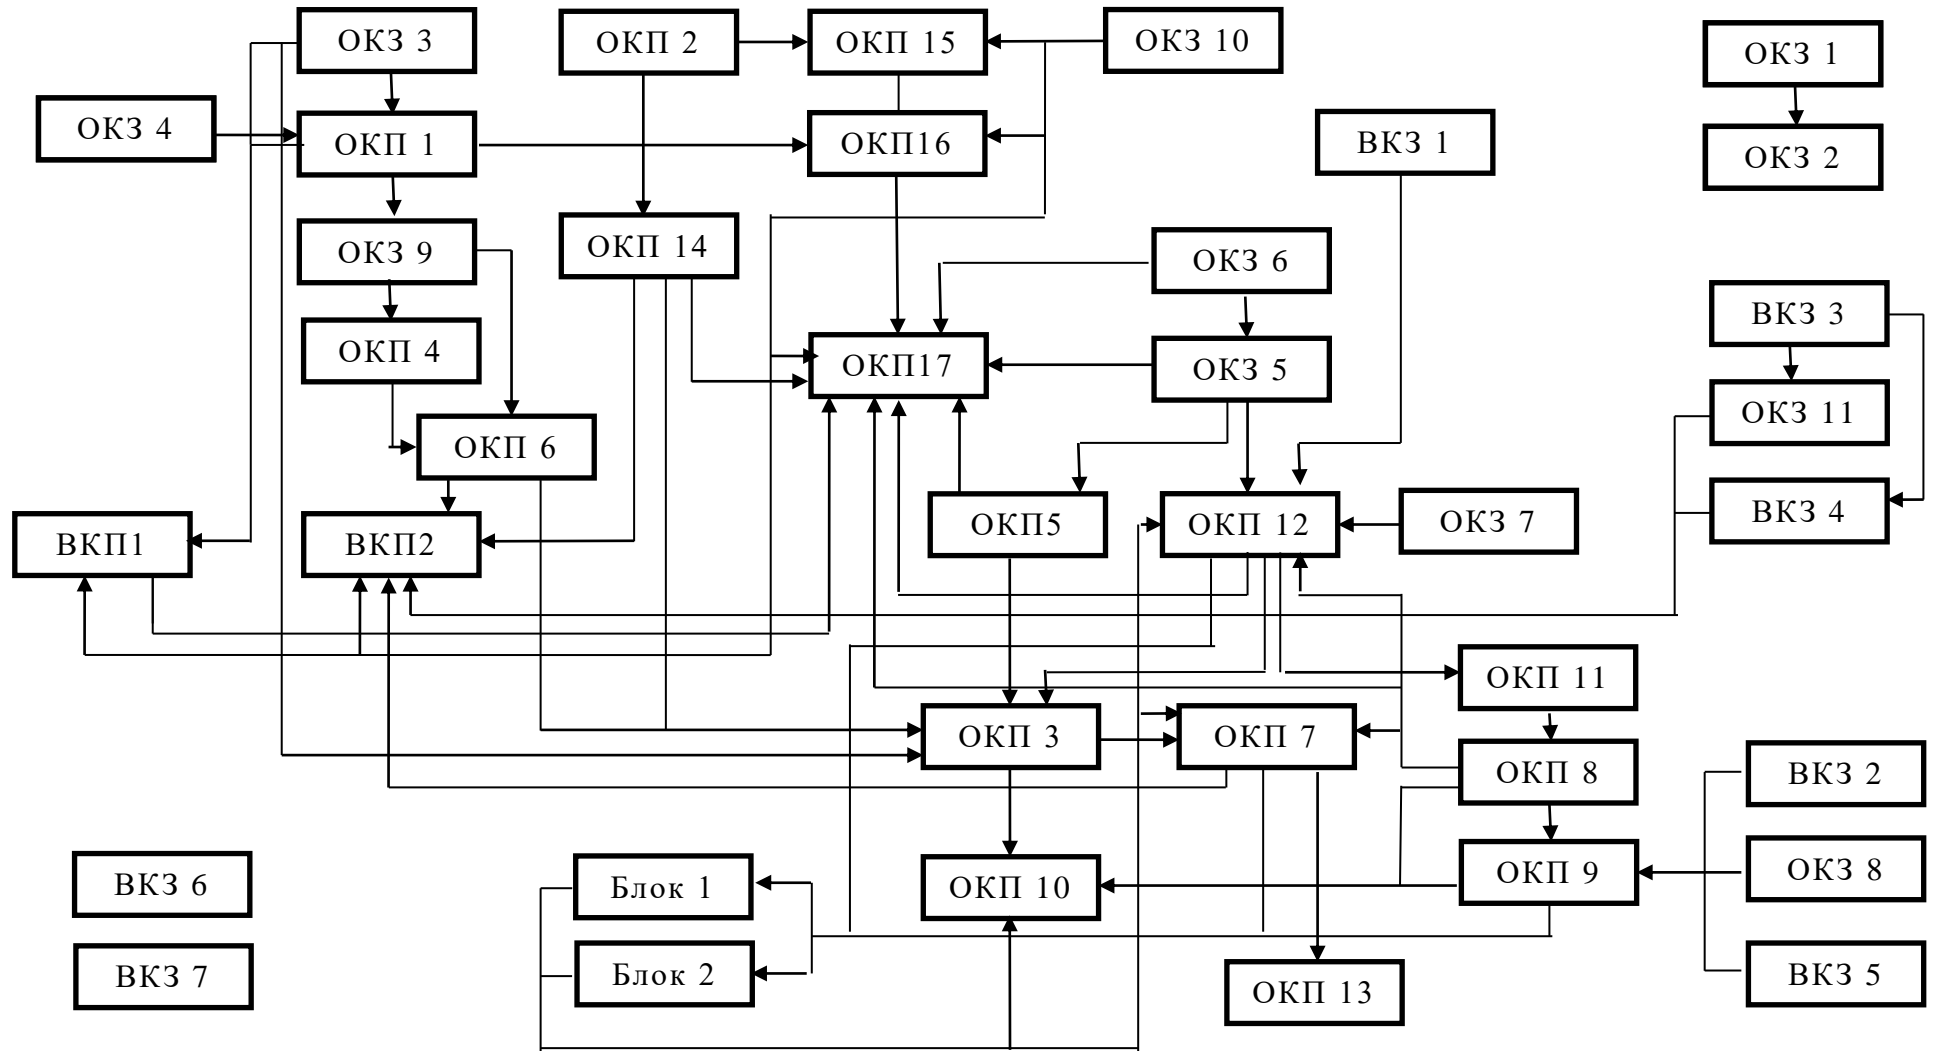 ОКЗ 3
ОКП 2
ОКП 15
ОКЗ 10
ОКЗ 1
ОКЗ 4
ОКП 1
ОКП16
ВКЗ 1
ОКЗ 2
ОКЗ 9
ОКП 14
ОКЗ 6
ВКЗ 3
ОКП 4
ОКП17
ОКЗ 5
ОКЗ 11
ОКП 6
ВКП1
ВКП2
ОКП5
ОКП 12
ОКЗ 7
ВКЗ 4
ОКП 11
ОКП 3
ОКП 7
ОКП 8
ВКЗ 2
ВКЗ 6
Блок 1
ОКП 10
ОКП 9
ОКЗ 8
ВКЗ 7
Блок 2
ОКП 13
ВКЗ 5